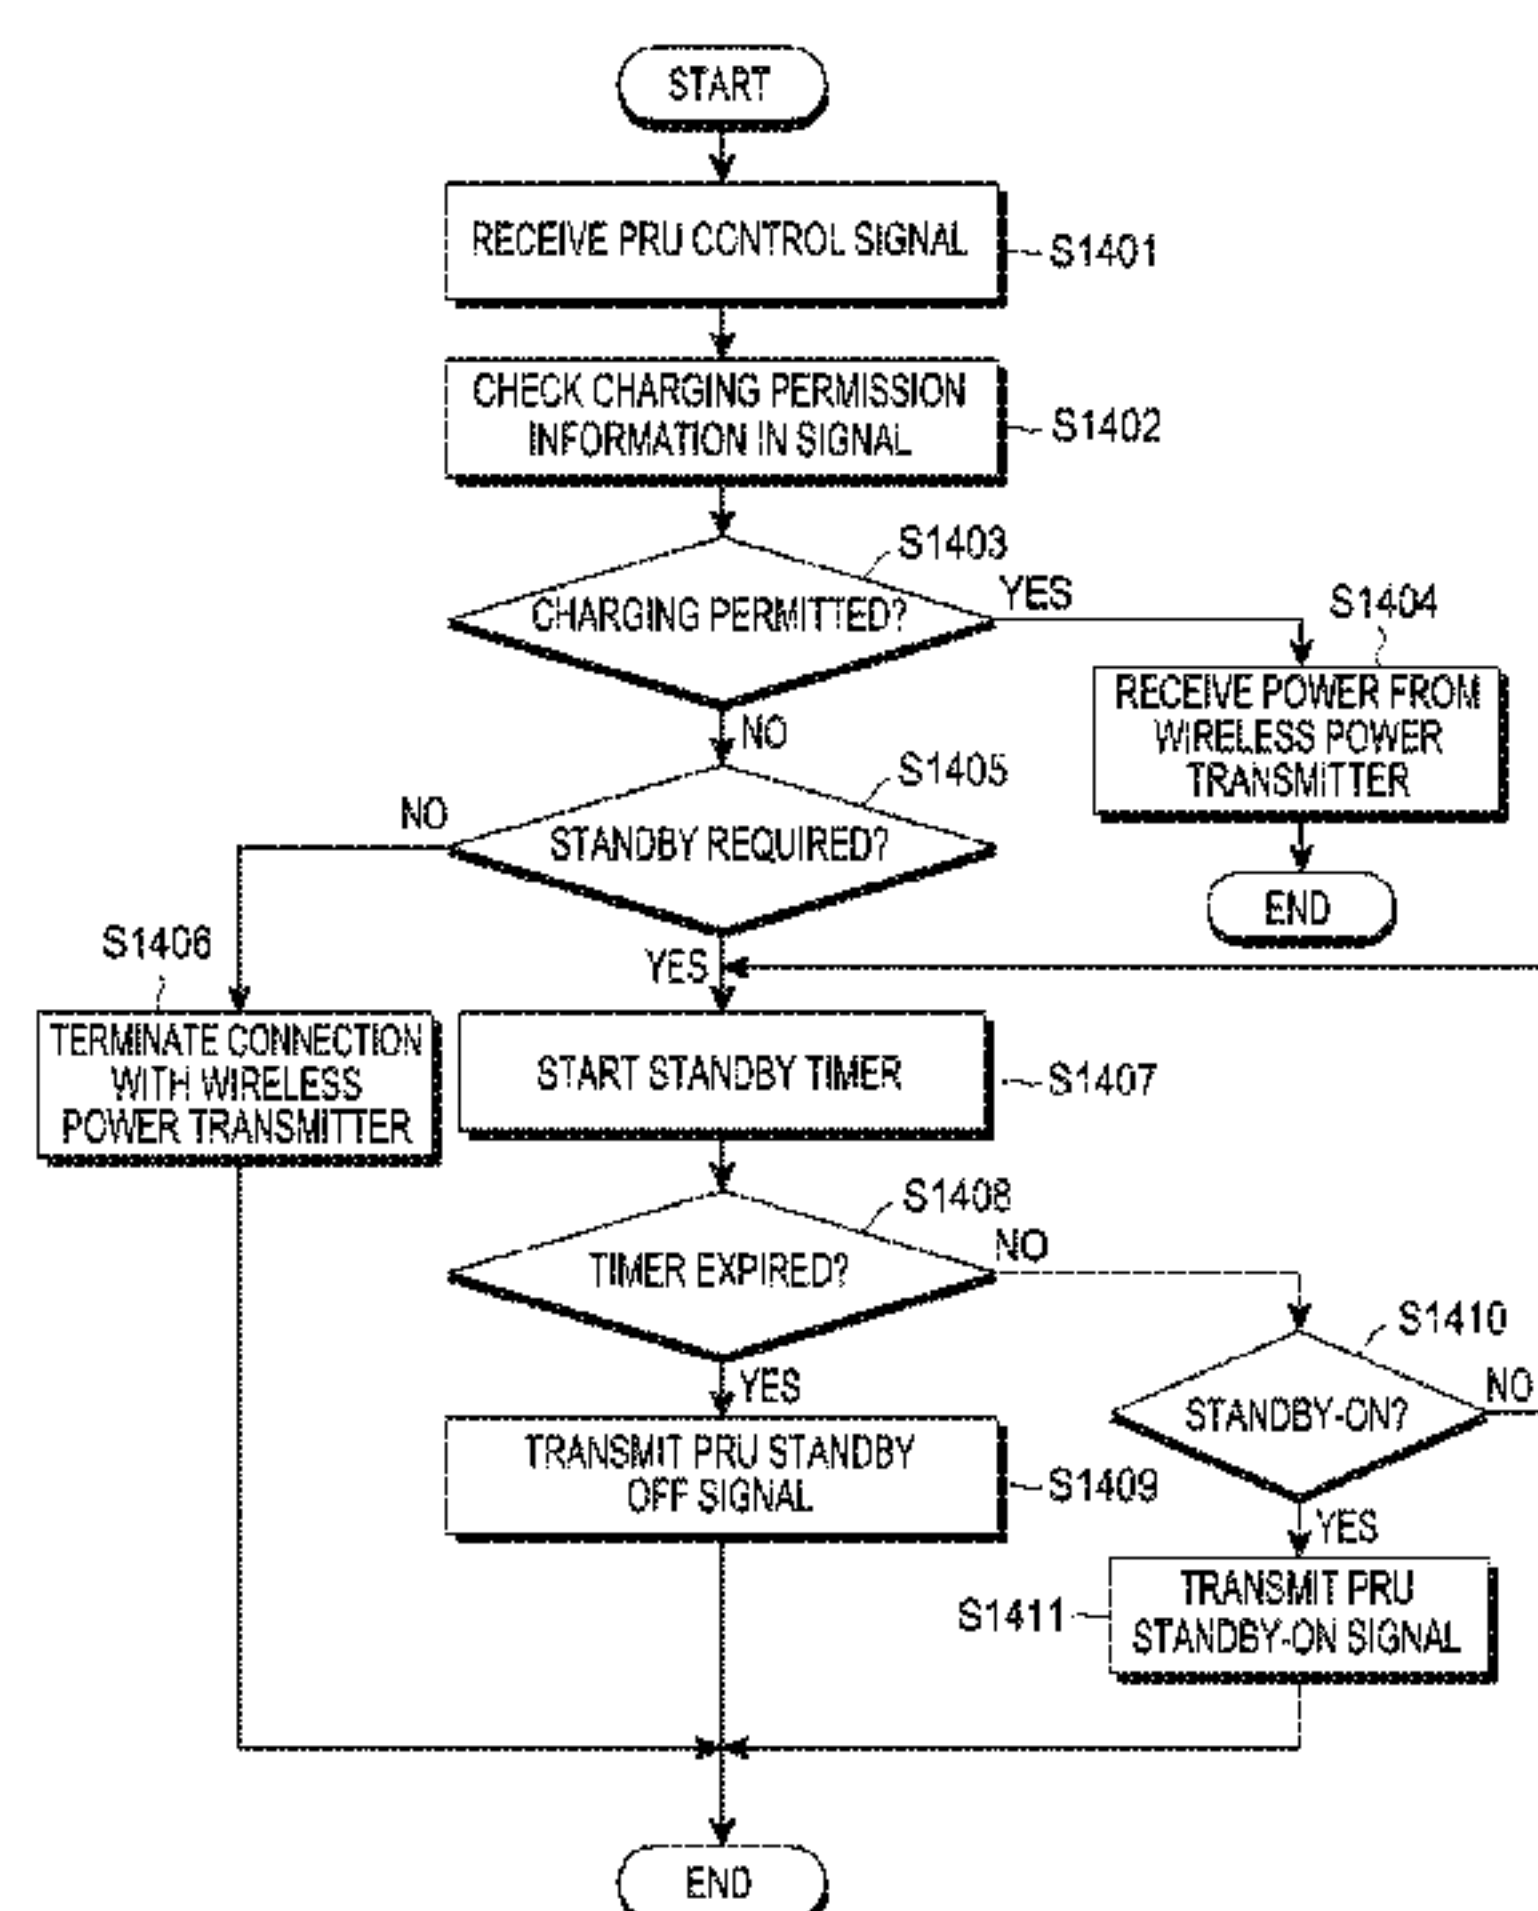 START
RECEIVE PRU CONTROL SIGNAL
S1401
CHECK CHARGING PERMISSION
INFORMATION IN SIGNAL
S1402
S1403
CHARGING PERMITTED?
YES
S1404
RECEIVE POWER FROM
WIRELESS POWER
TRANSMITTER
END
NO
S1405
STANDBY REQUIRED?
NO
S1406
TERMINATE CONNECTION
WITH WIRELESS
POWER TRANSMITTER
YES
START STANDBY TIMER
S1407
S1408
TIMER EXPIRED?
NO
S1410
STANDBY-ON?
NO
YES
TRANSMIT PRU STANDBY
OFF SIGNAL
S1409
YES
S1411
TRANSMIT PRU
STANDBY-ON SIGNAL
END